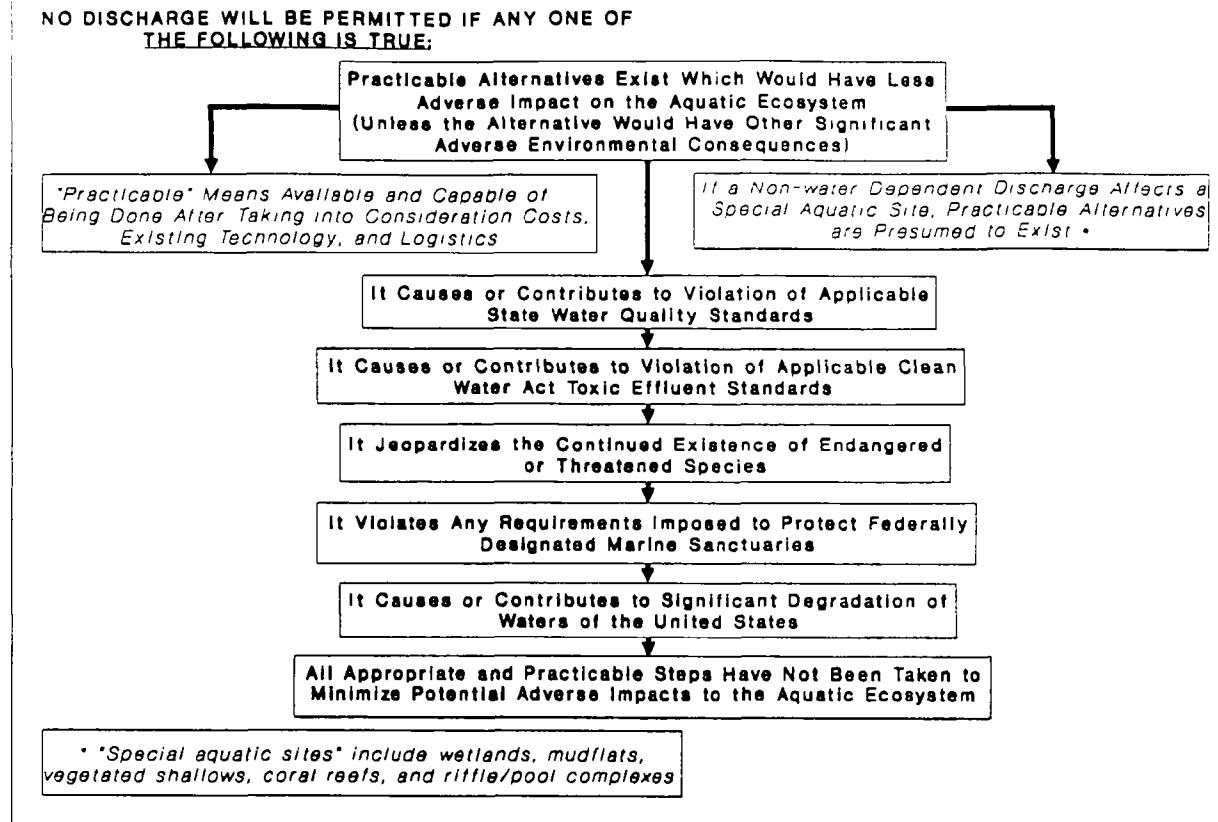 NO DISCHARGE WILL BE PERMITTED IF ANY ONE OF
THE FOLLOWING IS TRUE:
Practicable Alternatives Exist Which Would Have Less
Adverse Impact on the Aquatic Ecosystem
(Unless the Alternative Would Have Other Significant
Adverse Environmental Consequences)
"Practicable" Means Available and Capable of
Being Done After Taking into Consideration Costs,
Existing Technology, and Logistics
If a Non-water Dependent Discharge Affects a
Special Aquatic Site, Practicable Alternatives
are Presumed to Exist *
It Causes or Contributes to Violation of Applicable
State Water Quality Standards
It Causes or Contributes to Violation of Applicable Clean
Water Act Toxic Effluent Standards
It Jeopardizes the Continued Existence of Endangered
or Threatened Species
It Violates Any Requirements Imposed to Protect Federally
Designated Marine Sanctuaries
It Causes or Contributes to Significant Degradation of
Waters of the United States
All Appropriate and Practicable Steps Have Not Been Taken to
Minimize Potential Adverse Impacts to the Aquatic Ecosystem
* "Special aquatic sites" include wetlands, mudflats,
vegetated shallows, coral reefs, and riffle/pool complexes